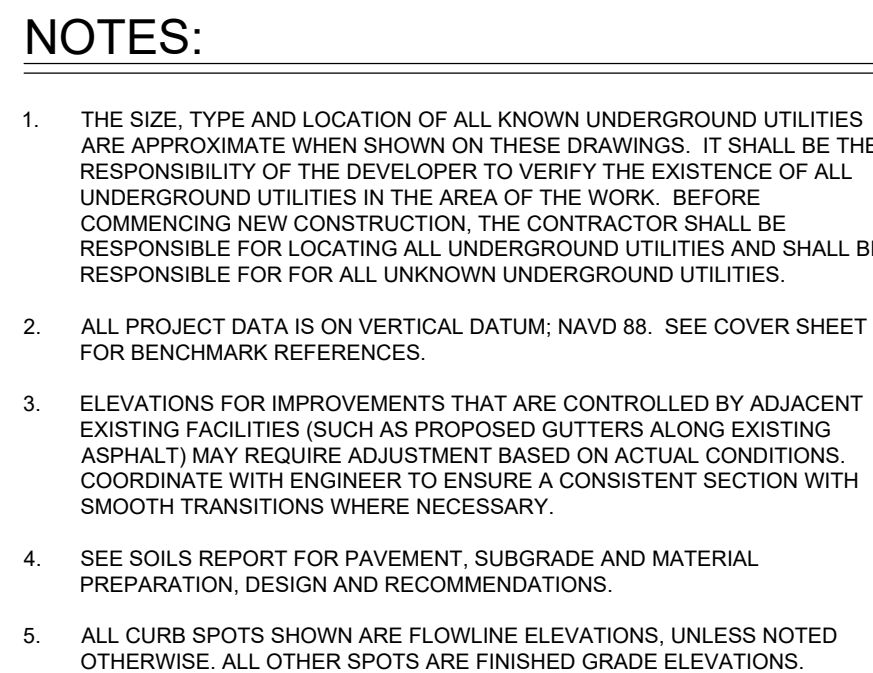 NOTES:
1. THE SIZE, TYPE AND LOCATION OF ALL KNOWN UNDERGROUND UTILITIES
ARE APPROXIMATE WHEN SHOWN ON THESE DRAWINGS. IT SHALL BE THE
RESPONSIBILITY OF THE DEVELOPER TO VERIFY THE EXISTENCE OF ALL
UNDERGROUND UTILITIES IN THE AREA OF THE WORK. BEFORE
COMMENCING NEW CONSTRUCTION, THE CONTRACTOR SHALL BE
RESPONSIBLE FOR LOCATING ALL UNDERGROUND UTILITIES AND SHALL BE
RESPONSIBLE FOR FOR ALL UNKNOWN UNDERGROUND UTILITIES.
2. ALL PROJECT DATA IS ON VERTICAL DATUM; NAVD 88. SEE COVER SHEET
FOR BENCHMARK REFERENCES.
3. ELEVATIONS FOR IMPROVEMENTS THAT ARE CONTROLLED BY ADJACENT
EXISTING FACILITIES (SUCH AS PROPOSED GUTTERS ALONG EXISTING
ASPHALT) MAY REQUIRE ADJUSTMENT BASED ON ACTUAL CONDITIONS.
COORDINATE WITH ENGINEER TO ENSURE A CONSISTENT SECTION WITH
SMOOTH TRANSITIONS WHERE NECESSARY.
4. SEE SOILS REPORT FOR PAVEMENT, SUBGRADE AND MATERIAL
PREPARATION, DESIGN AND RECOMMENDATIONS.
5. ALL CURB SPOTS SHOWN ARE FLOWLINE ELEVATIONS, UNLESS NOTED
OTHERWISE. ALL OTHER SPOTS ARE FINISHED GRADE ELEVATIONS.